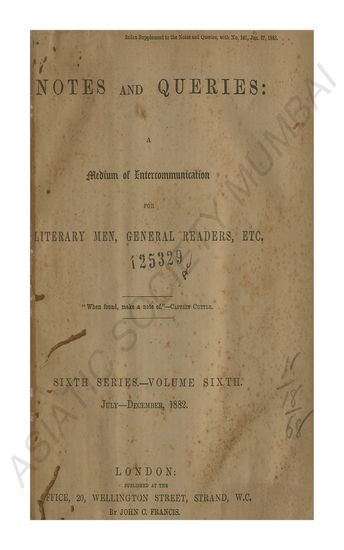 Index Supplement to the Notes and Queries, with No. 160, Jan. 27, 1883.
NOTES AND QUERIES:
A
Medium of Intercommunication
FOR
LITERARY MEN, GENERAL READERS, ETC.
125329
"When found, make a note of."—CAPTAIN CUTTLE.
SIXTH SERIES.—VOLUME SIXTH.
JULY—DECEMBER, 1882.
LONDON:
PUBLISHED AT THE
OFFICE, 20, WELLINGTON STREET, STRAND, W.C.
BY JOHN C. FRANCIS.
ASIATIC SOCIETY MUMBAI